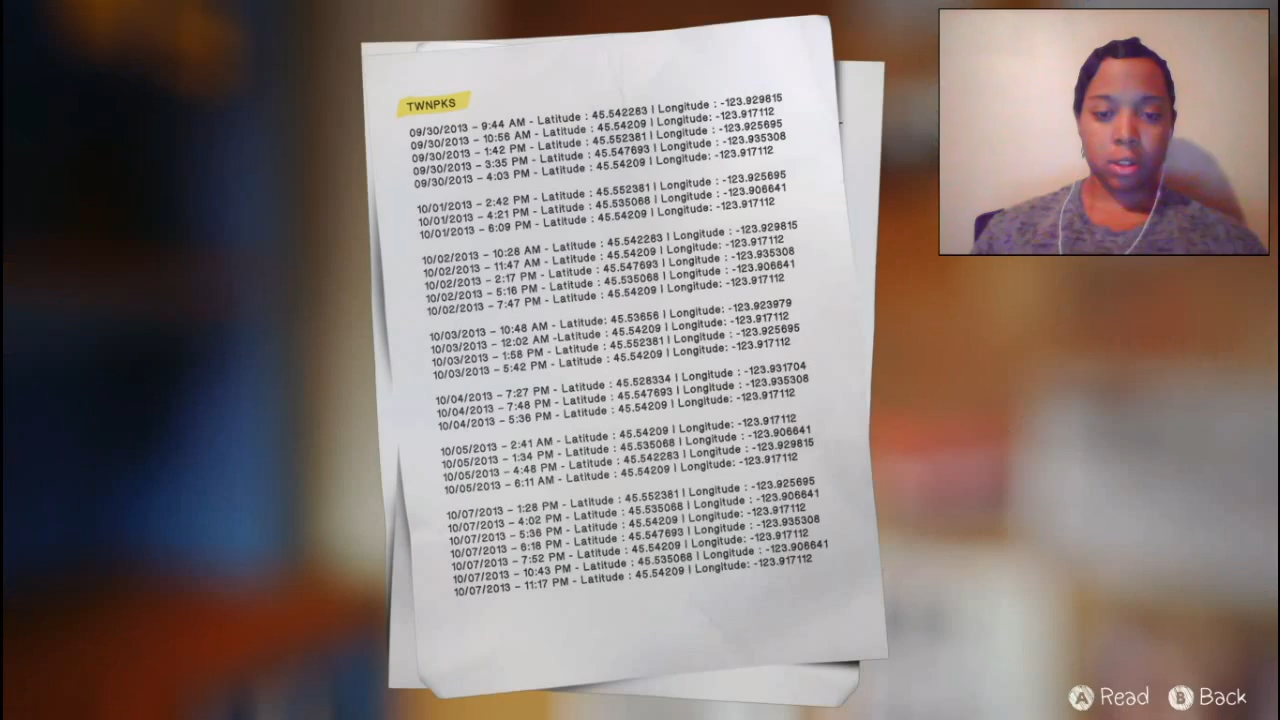 TWNPKS
09/30/2013 – 9:44 AM - Latitude : 45.542283 | Longitude : -123.929815
09/30/2013 – 10:56 AM - Latitude : 45.54209 | Longitude: -123.917112
09/30/2013 – 1:42 PM - Latitude : 45.552381 | Longitude : -123.925695
09/30/2013 – 3:35 PM - Latitude : 45.547693 | Longitude : -123.935308
09/30/2013 – 4:03 PM - Latitude : 45.54209 | Longitude: -123.917112
10/01/2013 – 2:42 PM - Latitude : 45.552381 | Longitude : -123.925695
10/01/2013 – 4:21 PM - Latitude : 45.535068 | Longitude : -123.906641
10/01/2013 – 6:09 PM - Latitude : 45.54209 | Longitude: -123.917112
10/02/2013 – 10:28 AM - Latitude : 45.542283 | Longitude : -123.929815
10/02/2013 – 11:47 AM - Latitude : 45.54209 | Longitude: -123.917112
10/02/2013 – 2:17 PM - Latitude : 45.547693 | Longitude : -123.935308
10/02/2013 – 5:16 PM - Latitude : 45.535068 | Longitude : -123.906641
10/02/2013 – 7:47 PM - Latitude : 45.54209 | Longitude: -123.917112
10/03/2013 – 10:48 AM - Latitude: 45.53656 | Longitude: -123.923979
10/03/2013 – 12:02 AM -Latitude : 45.54209 | Longitude: -123.917112
10/03/2013 – 1:58 PM - Latitude : 45.552381 | Longitude : -123.925695
10/03/2013 – 5:42 PM - Latitude : 45.54209 | Longitude: -123.917112
10/04/2013 – 7:27 PM - Latitude : 45.528334 | Longitude : -123.931704
10/04/2013 – 7:48 PM - Latitude : 45.547693 | Longitude : -123.935308
10/04/2013 – 5:36 PM - Latitude : 45.54209 | Longitude: -123.917112
10/05/2013 – 2:41 AM - Latitude : 45.54209 | Longitude: -123.917112
10/05/2013 – 1:34 PM - Latitude : 45.535068 | Longitude : -123.906641
10/05/2013 – 4:48 PM - Latitude : 45.542283 | Longitude : -123.929815
10/05/2013 – 6:11 AM - Latitude : 45.54209 | Longitude: -123.917112
10/07/2013 – 1:28 PM - Latitude : 45.552381 | Longitude : -123.925695
10/07/2013 – 4:02 PM - Latitude : 45.535068 | Longitude : -123.906641
10/07/2013 – 5:36 PM - Latitude : 45.54209 | Longitude: -123.917112
10/07/2013 – 6:18 PM - Latitude : 45.547693 | Longitude : -123.935308
10/07/2013 – 7:52 PM - Latitude : 45.54209 | Longitude: -123.917112
10/07/2013 – 10:43 PM - Latitude : 45.535068 | Longitude : -123.906641
10/07/2013 – 11:17 PM - Latitude : 45.54209 | Longitude: -123.917112
A Read B Back